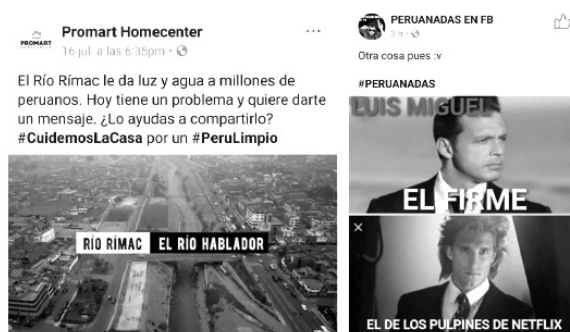 PROMART
Promart Homecenter
16 jul a las 6:35pm
El Río Rímac le da luz y agua a millones de
peruanos. Hoy tiene un problema y quiere darte
un mensaje. ¿Lo ayudas a compartirlo?
#CuidemosLaCasa por un #PeruLimpio
RÍO RÍMAC EL RÍO HABLADOR
PERUANADAS EN FB
3 h
Otra cosa pues :v
#PERUANADAS
LUIS MIGUEL
EL FIRME
EL DE LOS PULPINES DE NETFLIX